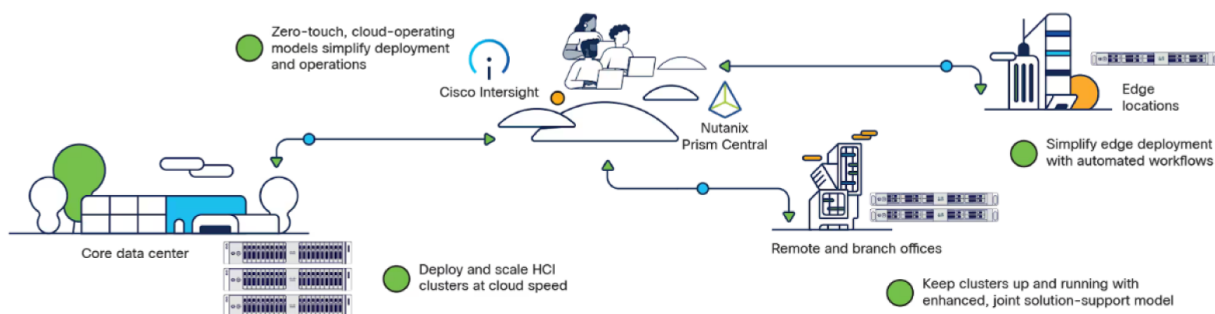 Zero-touch, cloud-operating
models simplify deployment
and operations
Cisco Intersight
Nutanix
Prism Central
Edge
locations
Simplify edge deployment
with automated workflows
Core data center
Deploy and scale HCI
clusters at cloud speed
Remote and branch offices
Keep clusters up and running with
enhanced, joint solution-support model